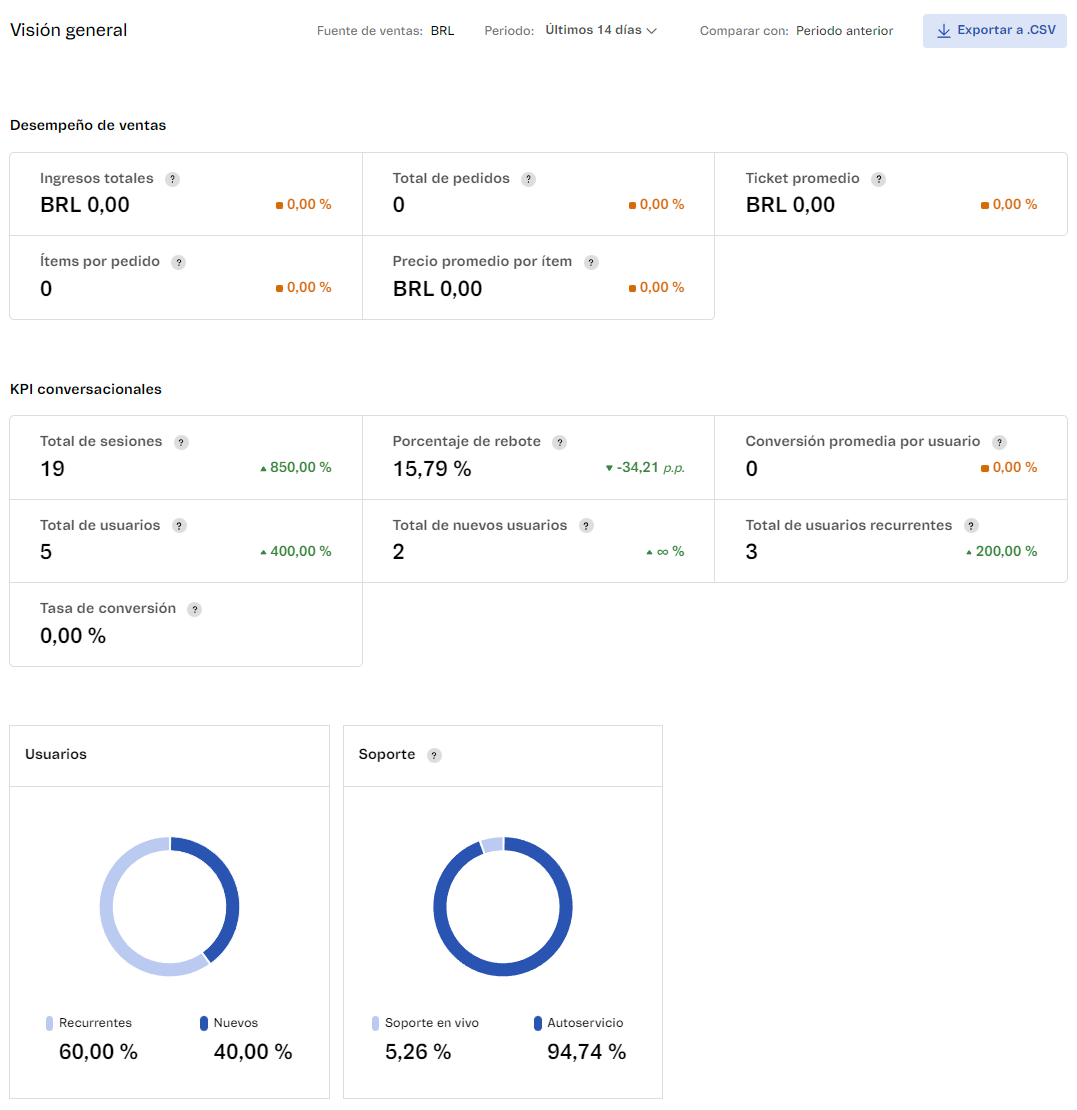 Visión general
Fuente de ventas: BRL
Periodo: Últimos 14 días
Comparar con: Periodo anterior
Exportar a .CSV
Desempeño de ventas
Ingresos totales ?
BRL 0,00 0,00 %
Total de pedidos ?
0 0,00 %
Ticket promedio ?
BRL 0,00 0,00 %
Ítems por pedido ?
0 0,00 %
Precio promedio por ítem ?
BRL 0,00 0,00 %
KPI conversacionales
Total de sesiones ?
19 850,00 %
Porcentaje de rebote ?
15,79 % -34,21 p.p.
Conversión promedia por usuario ?
0 0,00 %
Total de usuarios ?
5 400,00 %
Total de nuevos usuarios ?
2 ∞ %
Total de usuarios recurrentes ?
3 200,00 %
Tasa de conversión ?
0,00 %
Usuarios
Recurrentes
60,00 %
Nuevos
40,00 %
Soporte ?
Soporte en vivo
5,26 %
Autoservicio
94,74 %